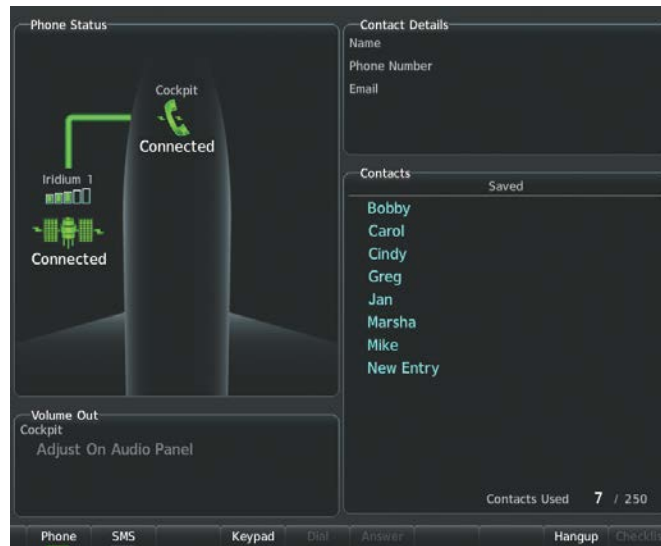 Phone Status
Cockpit
Connected
Iridium 1
Connected
Volume Out
Cockpit
Adjust On Audio Panel
Contact Details
Name
Phone Number
Email
Contacts
Saved
Bobby
Carol
Cindy
Greg
Jan
Marsha
Mike
New Entry
Contacts Used 7 / 250
Phone SMS Keypad Dial Answer Hangup